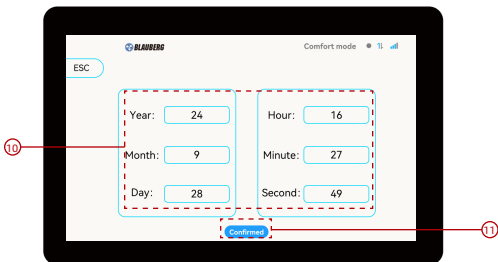 BLAUBERG
Comfort mode
ESC
Year: 24
Hour: 16
Month: 9
Minute: 27
Day: 28
Second: 49
Confirmed
10
11